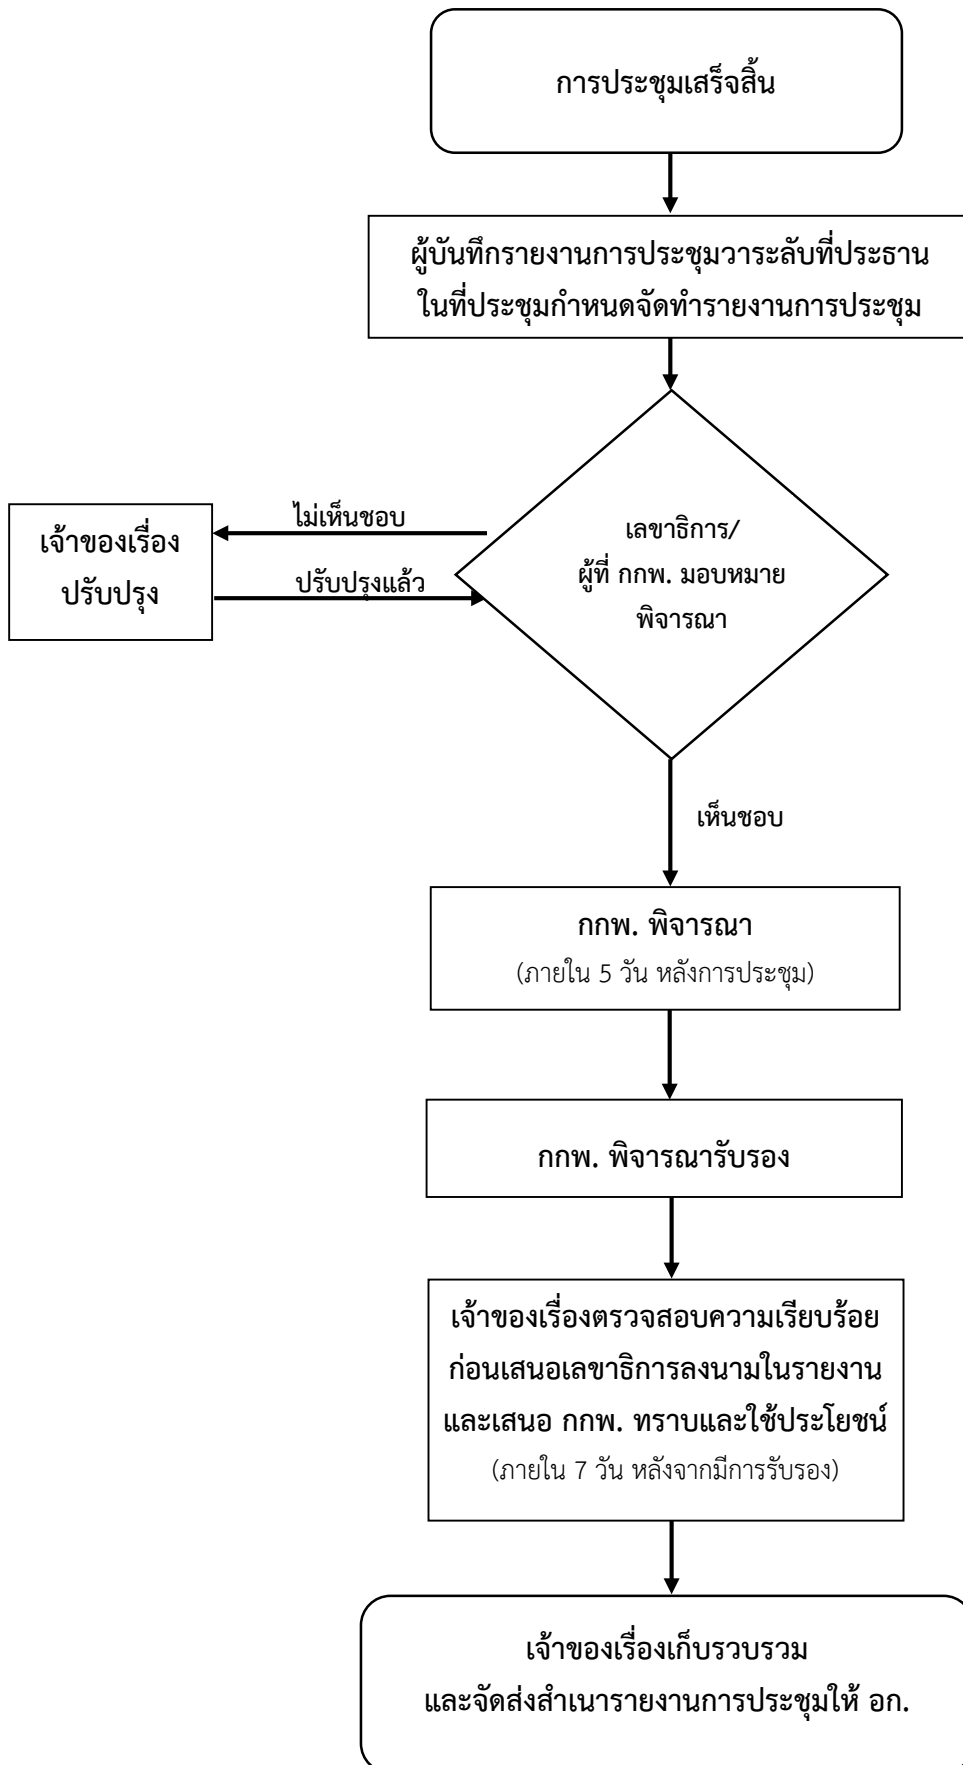 การประชุมเสร็จสิ้น
ผู้บันทึกรายงานการประชุมวาระลับที่ประธาน
ในที่ประชุมกำหนดจัดทำรายงานการประชุม
ไม่เห็นชอบ
เจ้าของเรื่อง
ปรับปรุง
ปรับปรุงแล้ว
เลขาธิการ/
ผู้ที่ กกพ. มอบหมาย
พิจารณา
เห็นชอบ
กกพ. พิจารณา
(ภายใน 5 วัน หลังการประชุม)
กกพ. พิจารณารับรอง
เจ้าของเรื่องตรวจสอบความเรียบร้อย
ก่อนเสนอเลขาธิการลงนามในรายงาน
และเสนอ กกพ. ทราบและใช้ประโยชน์
(ภายใน 7 วัน หลังจากมีการรับรอง)
เจ้าของเรื่องเก็บรวบรวม
และจัดส่งสำเนารายงานการประชุมให้ อก.